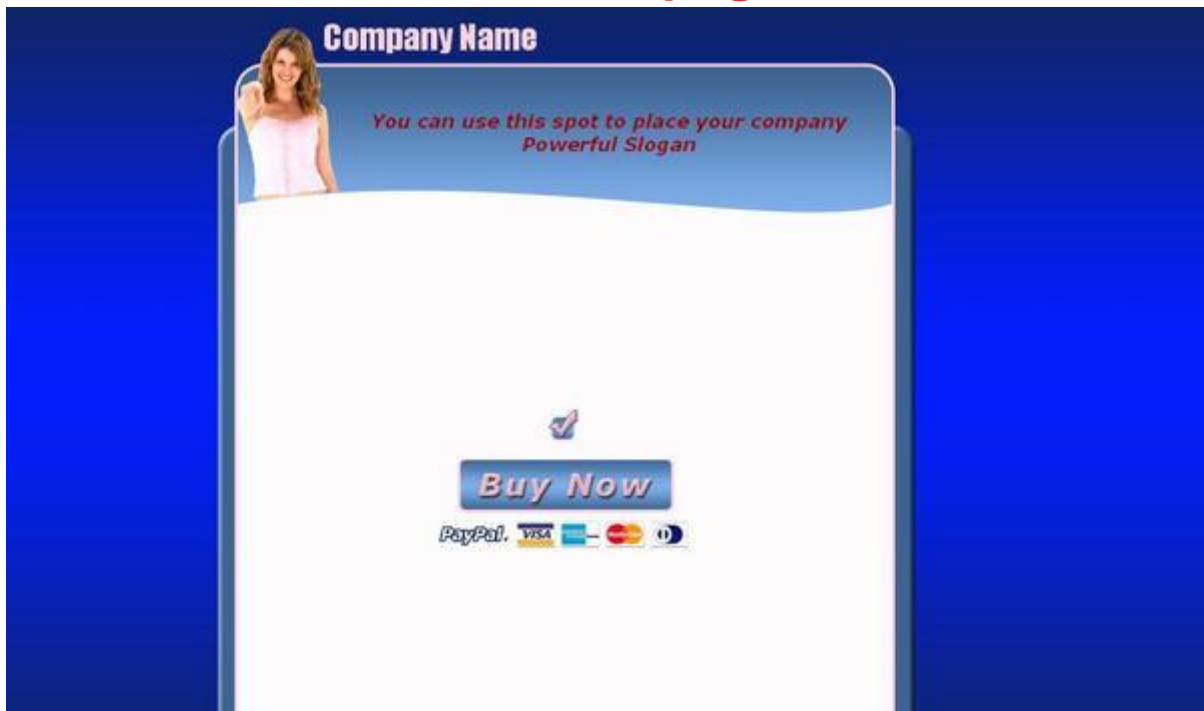 Company Name
You can use this spot to place your company
Powerful Slogan
Buy Now
PayPal. VISA